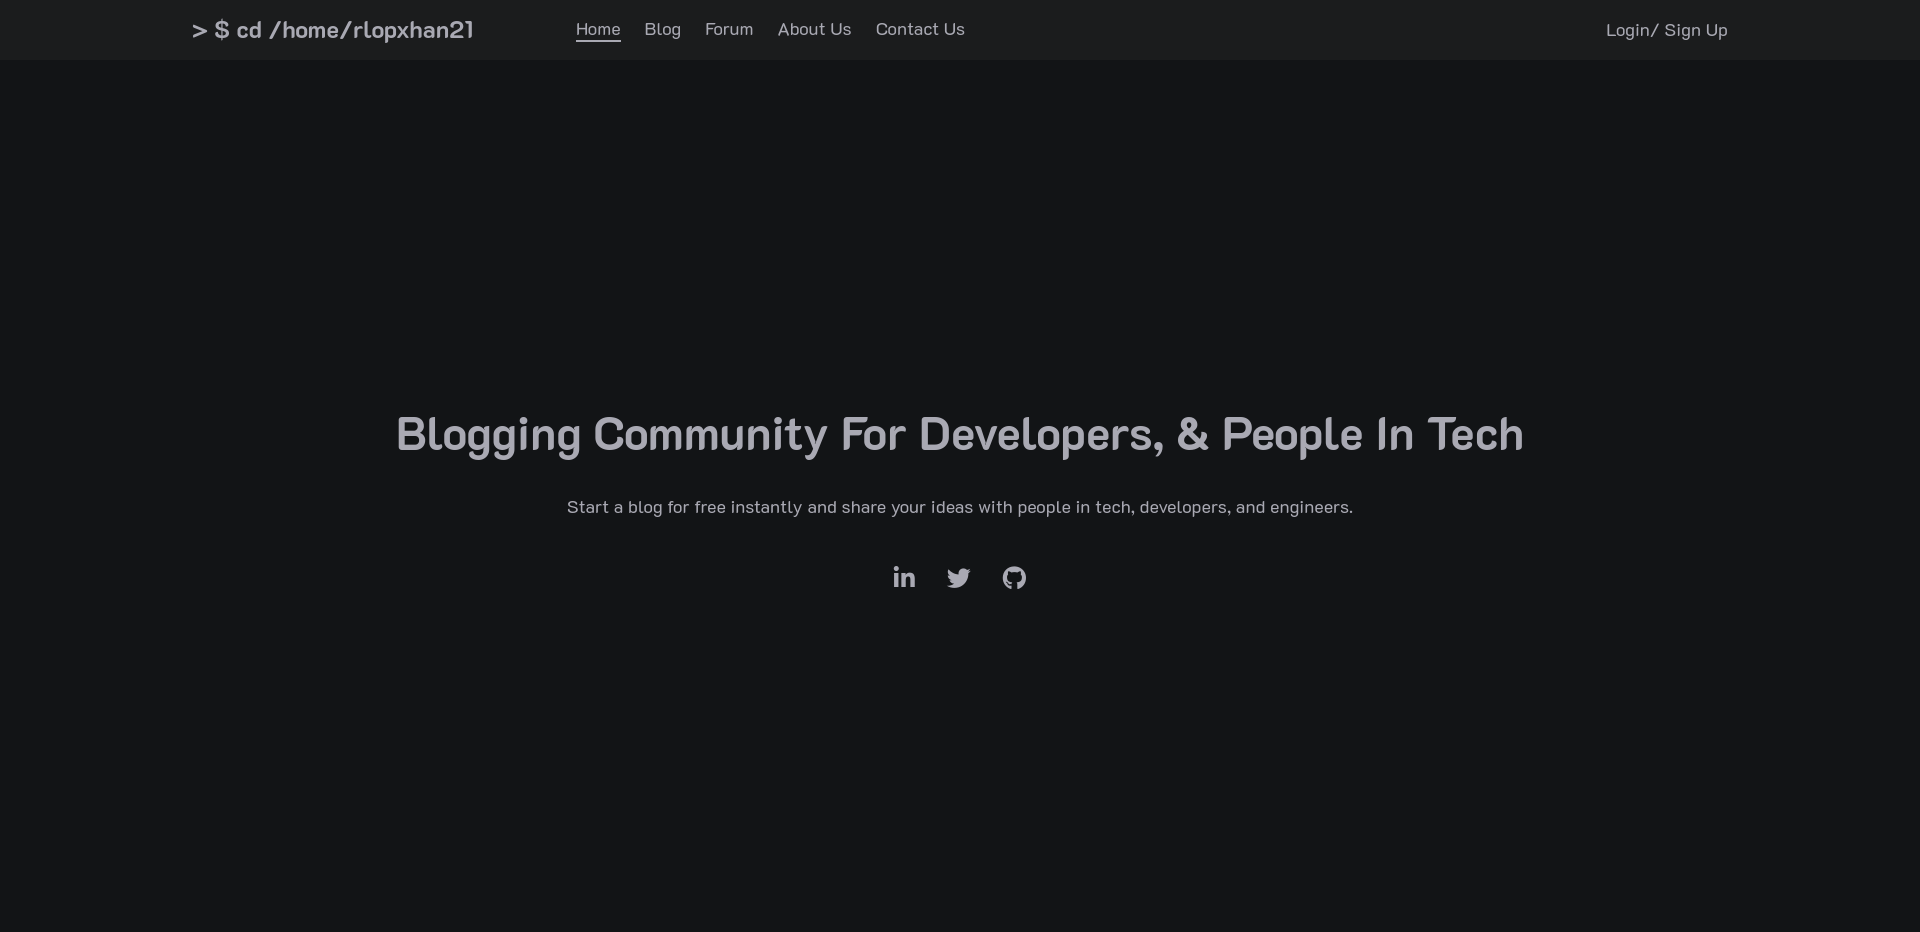 > $ cd /home/rlopxhan21
Home Blog Forum About Us Contact Us
Login/ Sign Up
Blogging Community For Developers, & People In Tech
Start a blog for free instantly and share your ideas with people in tech, developers, and engineers.
in